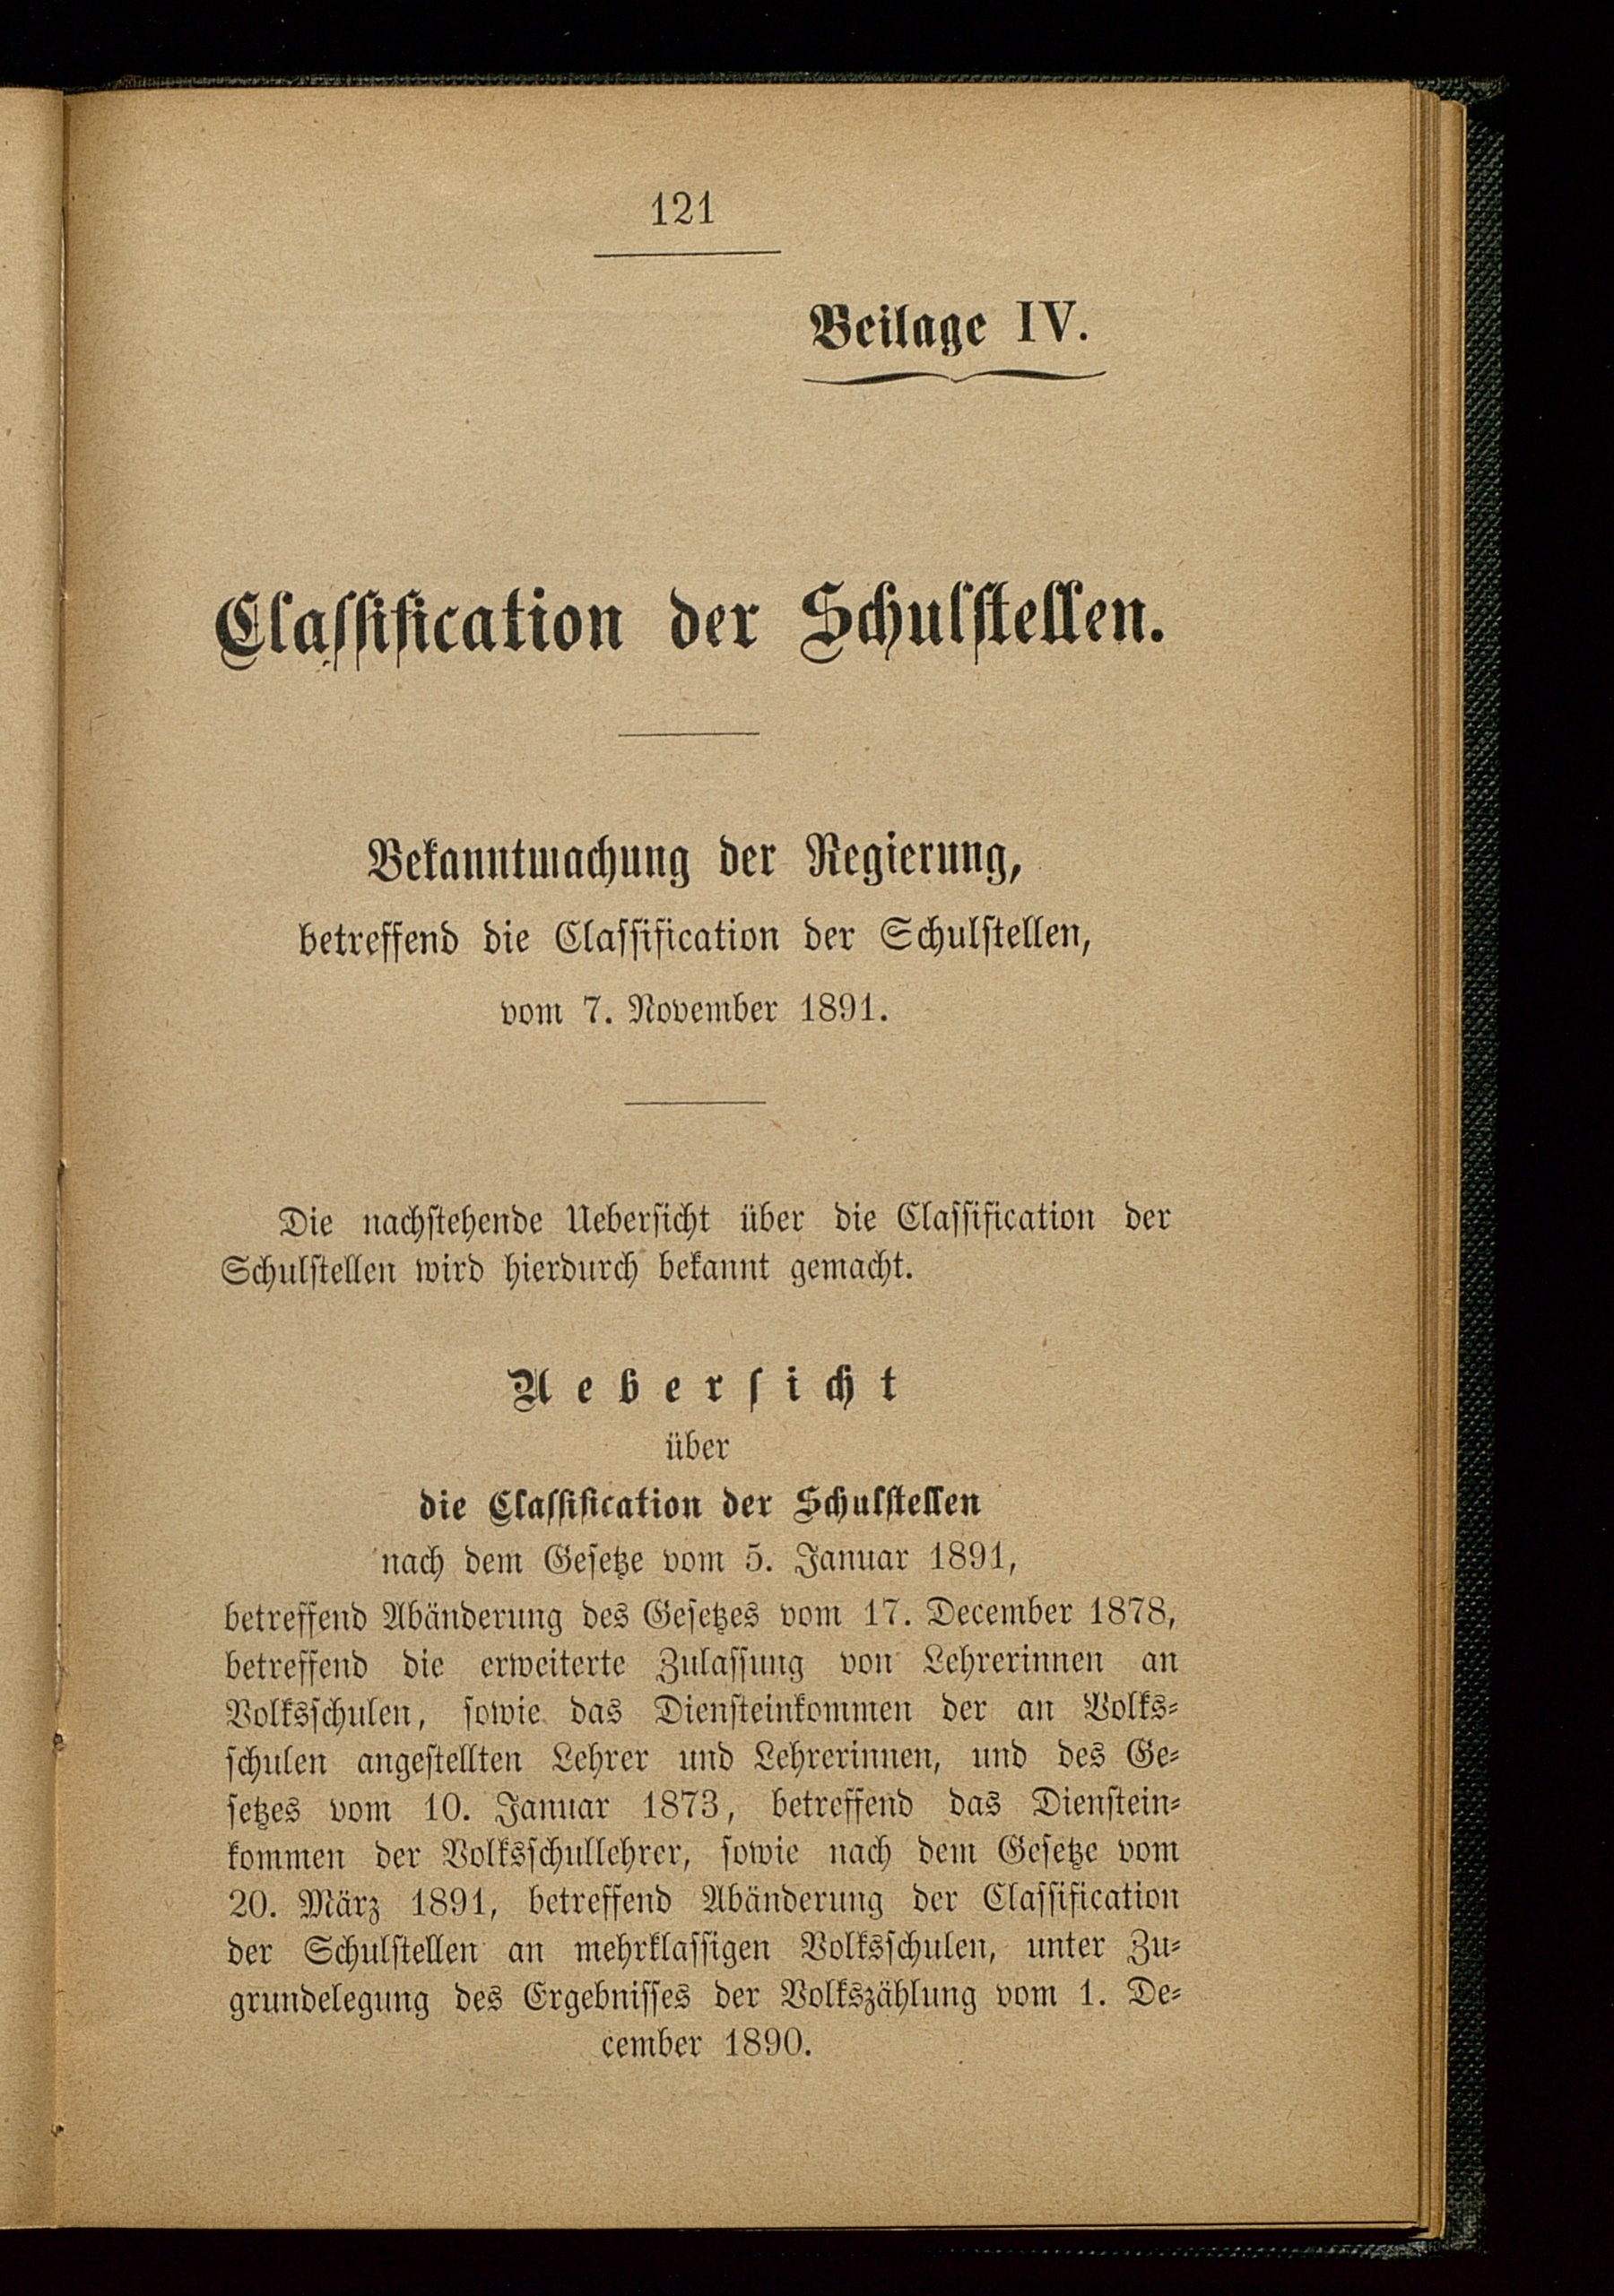 121
Beilage IV.
Classification der Schulstellen.
Bekanntmachung der Regierung,
betreffend die Classification der Schulstellen,
vom 7. November 1891.
Die nachstehende Uebersicht über die Classification der
Schulstellen wird hierdurch bekannt gemacht.
Uebersicht
über
die Classification der Schulstellen
nach dem Gesetze vom 5. Januar 1891,
betreffend Abänderung des Gesetzes vom 17. December 1878,
betreffend die erweiterte Zulassung von Lehrerinnen an
Volksschulen, sowie das Diensteinkommen der an Volks-
schulen angestellten Lehrer und Lehrerinnen, und des Ge-
setzes vom 10. Januar 1873, betreffend das Dienstein-
kommen der Volksschullehrer, sowie nach dem Gesetze vom
20. März 1891, betreffend Abänderung der Classification
der Schulstellen an mehrklassigen Volksschulen, unter Zu-
grundelegung des Ergebnisses der Volkszählung vom 1. De-
cember 1890.